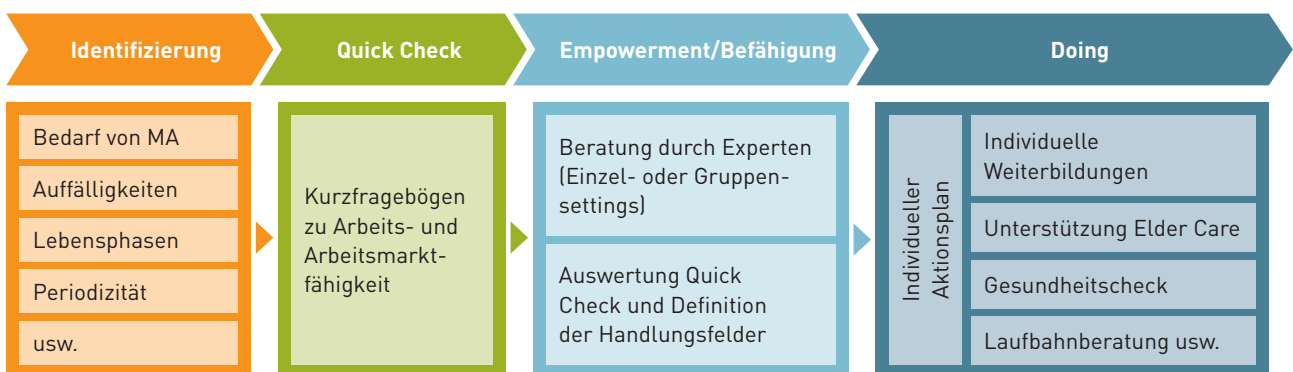 Identifizierung
Quick Check
Empowerment/Befähigung
Doing
Bedarf von MA
Auffälligkeiten
Lebensphasen
Periodizität
usw.
Kurzfragebögen
zu Arbeits- und
Arbeitsmarkt-
fähigkeit
Beratung durch Experten
(Einzel- oder Gruppen-
settings)
Auswertung Quick
Check und Definition
der Handlungsfelder
Individueller
Aktionsplan
Individuelle
Weiterbildungen
Unterstützung Elder Care
Gesundheitscheck
Laufbahnberatung usw.